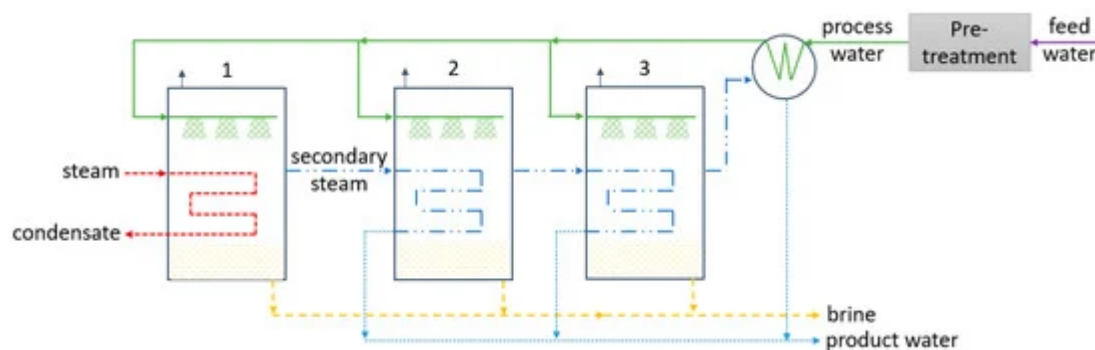 process
water
Pre-
treatment
feed
water
1
2
3
steam
secondary
steam
condensate
brine
product water